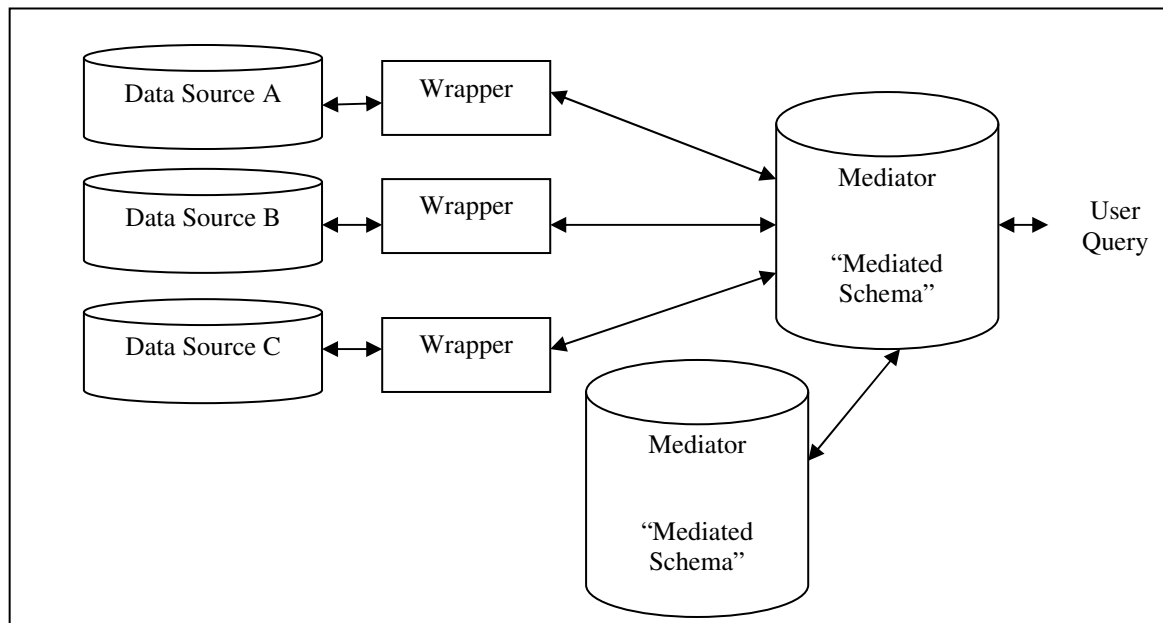 Data Source A
Wrapper
Data Source B
Wrapper
Data Source C
Wrapper
Mediator
“Mediated
Schema”
User
Query
Mediator
“Mediated
Schema”